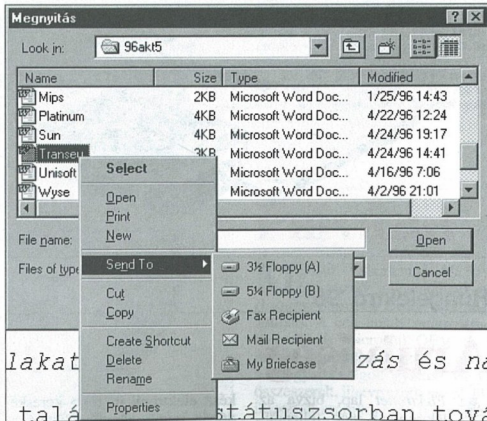 Megnyitás
Look in: 96akt5
Name Size Type Modified
Mips 2KB Microsoft Word Doc... 1/25/96 14:43
Platinum 4KB Microsoft Word Doc... 4/22/96 12:24
Sun 4KB Microsoft Word Doc... 4/24/96 19:17
Transeu 3KB Microsoft Word Doc... 4/24/96 14:41
Unisoft Microsoft Word Doc... 4/16/96 7:06
Wyse Microsoft Word Doc... 4/2/96 21:01
Select
Open
Print
New
Send To
Cut
Copy
Create Shortcut
Delete
Rename
Properties
3½ Floppy (A)
5¼ Floppy (B)
Fax Recipient
Mail Recipient
My Briefcase
File name: Open
Files of type Cancel
lakat zás és na
talá státuszsorban tová